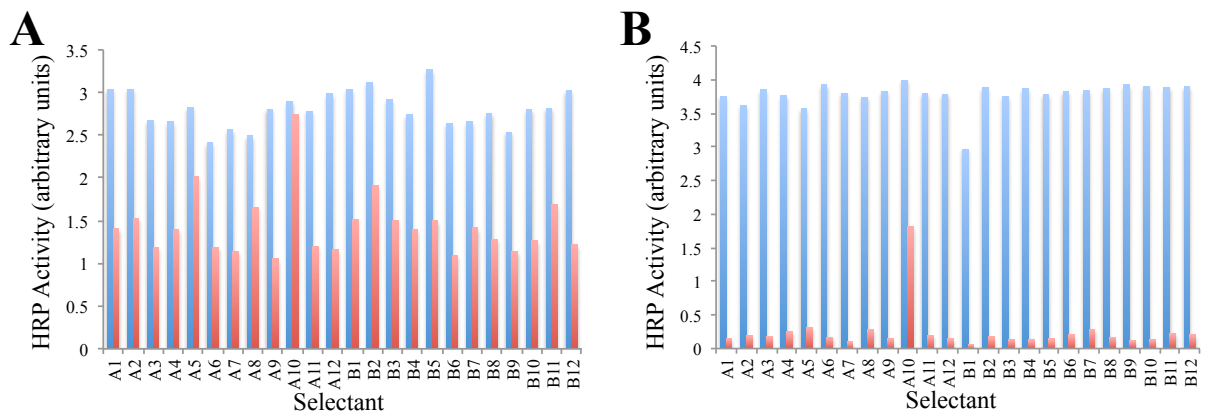 A
HRP Activity (arbitrary units)
3.5
3
2.5
2
1.5
1
0.5
0
A1 A2 A3 A4 A5 A6 A7 A8 A9 A10 A11 A12 B1 B2 B3 B4 B5 B6 B7 B8 B9 B10 B11 B12
Selectant
B
HRP Activity (arbitrary units)
4.5
4
3.5
3
2.5
2
1.5
1
0.5
0
A1 A2 A3 A4 A5 A6 A7 A8 A9 A10 A11 A12 B1 B2 B3 B4 B5 B6 B7 B8 B9 B10 B11 B12
Selectant